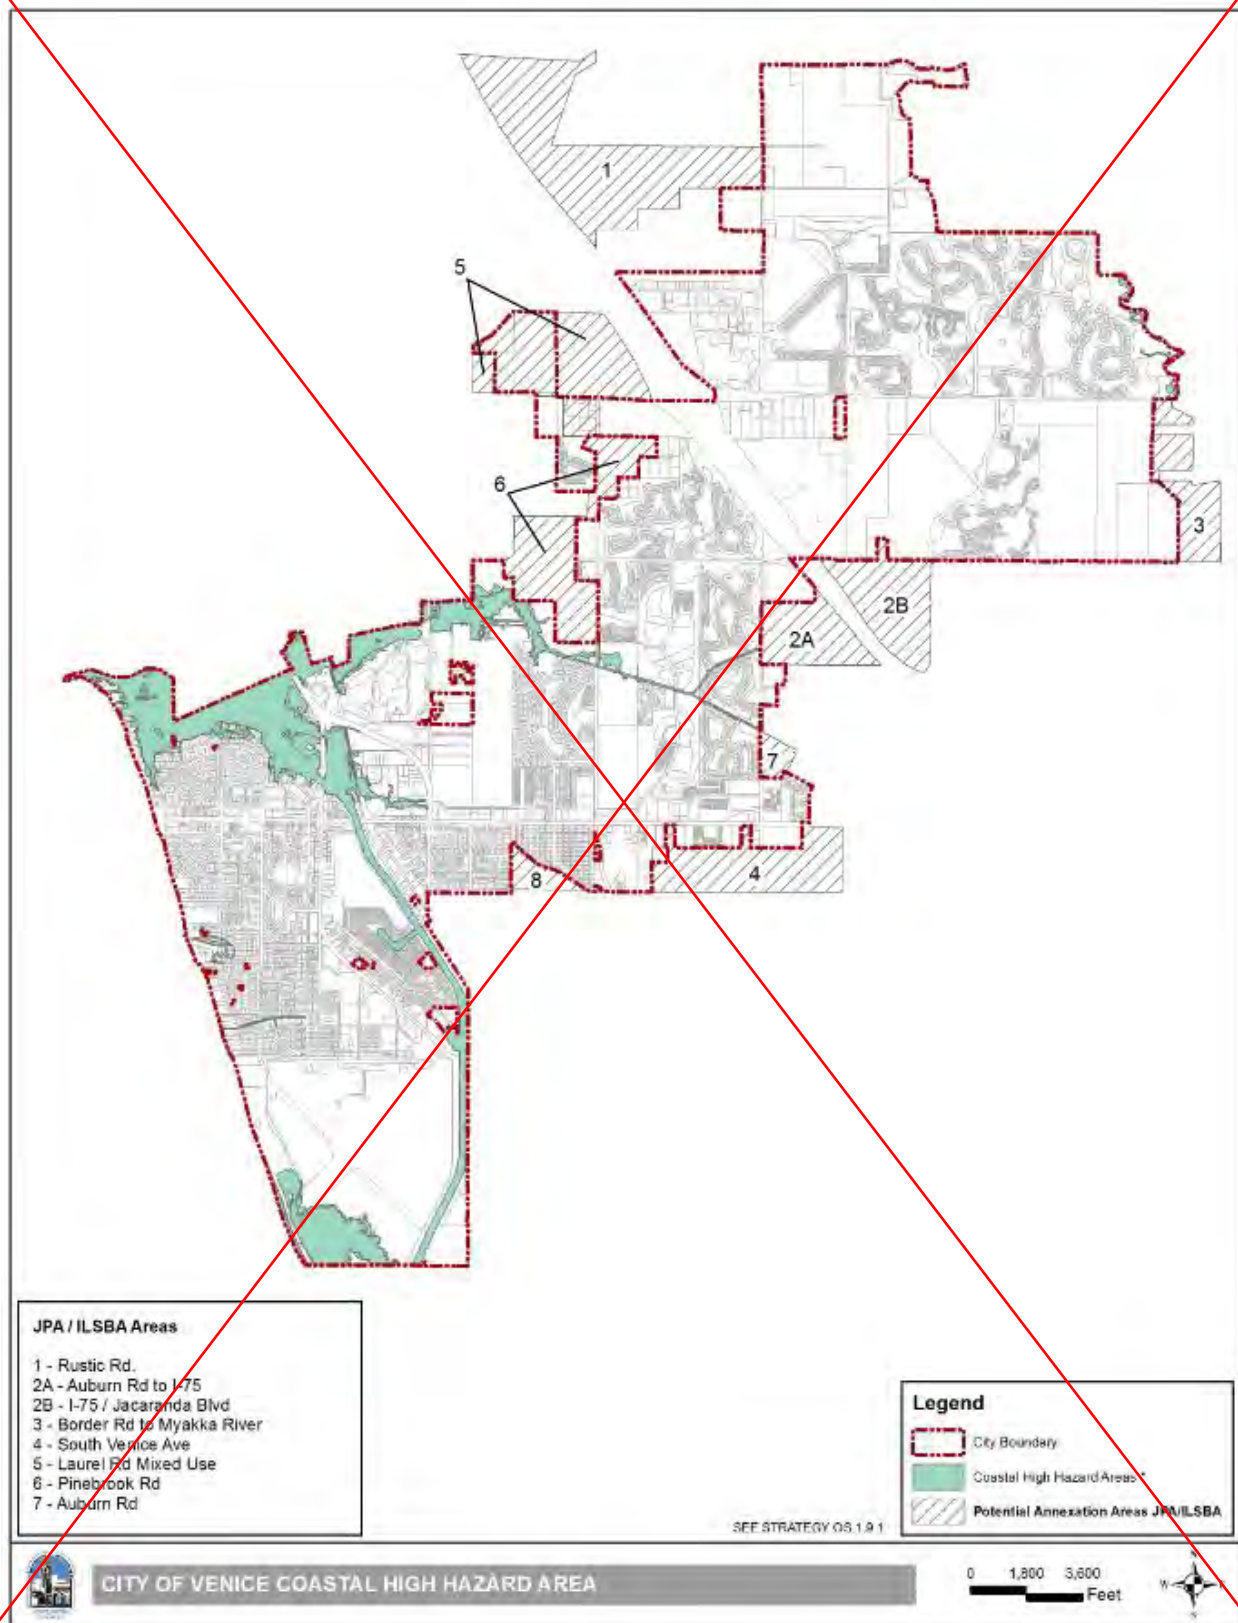 1
5
6
3
2B
2A
7
8
4
JPA / ILSBA Areas
1 - Rustic Rd.
2A - Auburn Rd to I-75
2B - I-75 / Jacaranda Blvd
3 - Border Rd to Myakka River
4 - South Venice Ave
5 - Laurel Rd Mixed Use
6 - Pinebrook Rd
7 - Auburn Rd
Legend
City Boundary
Coastal High Hazard Areas *
Potential Annexation Areas JPA/ILSBA
SEE STRATEGY OS 1.9.1
CITY OF VENICE COASTAL HIGH HAZARD AREA
0 1,800 3,600
Feet
N
W E
S